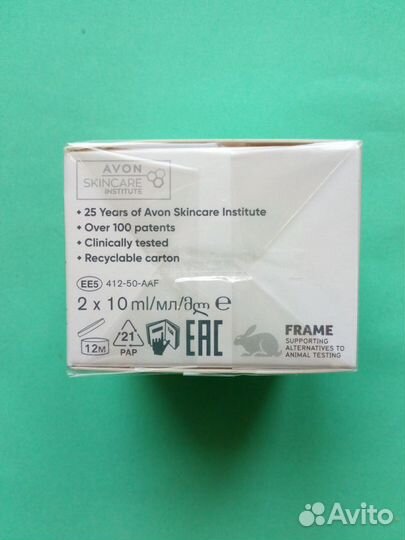 AVON
SKINCARE
INSTITUTE
• 25 Years of Avon Skincare Institute
• Over 100 patents
• Clinically tested
• Recyclable carton
EE5 412-50-AAF
2 x 10 ml/мл/მლ ℮
12M
21
PAP
EAC
FRAME
SUPPORTING
ALTERNATIVES TO
ANIMAL TESTING
Avito